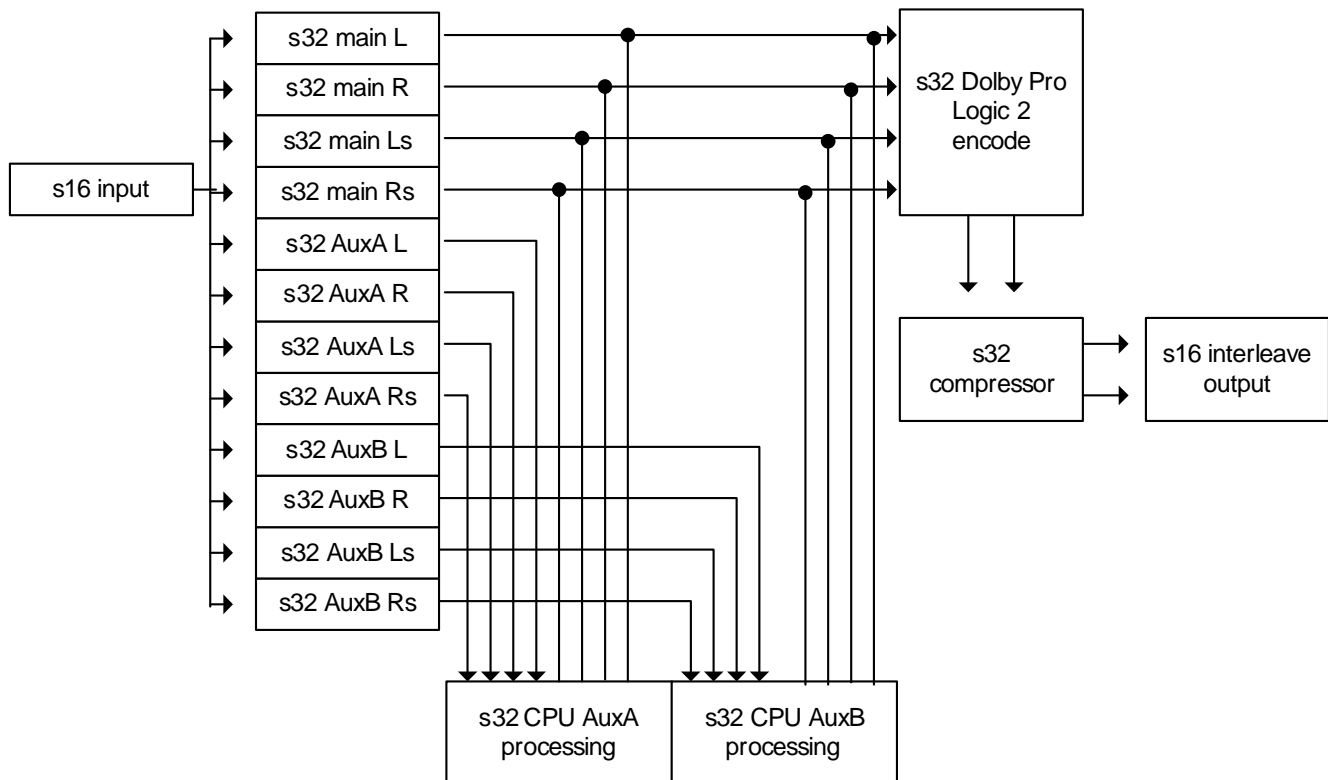 s16 input
s32 main L
s32 main R
s32 main Ls
s32 main Rs
s32 AuxA L
s32 AuxA R
s32 AuxA Ls
s32 AuxA Rs
s32 AuxB L
s32 AuxB R
s32 AuxB Ls
s32 AuxB Rs
s32 Dolby Pro
Logic 2
encode
s32
compressor
s16 interleave
output
s32 CPU AuxA
processing
s32 CPU AuxB
processing